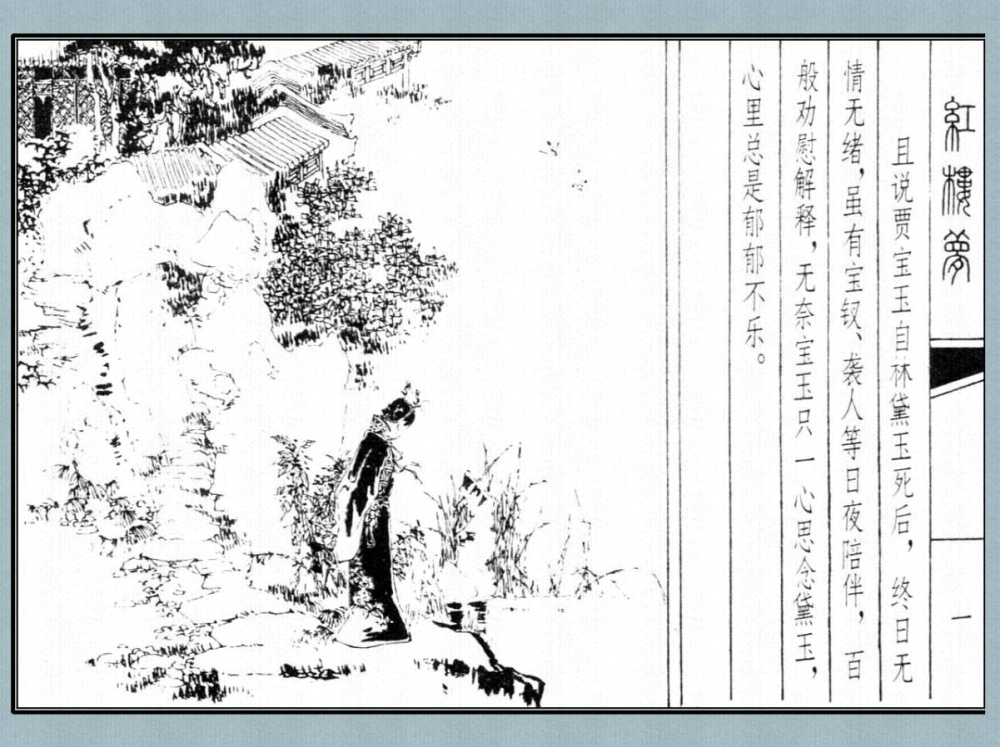 紅樓夢
一
且说贾宝玉自林黛玉死后，终日无
情无绪，虽有宝钗、袭人等日夜陪伴，百
般劝慰解释，无奈宝玉只一心思念黛玉，
心里总是郁郁不乐。